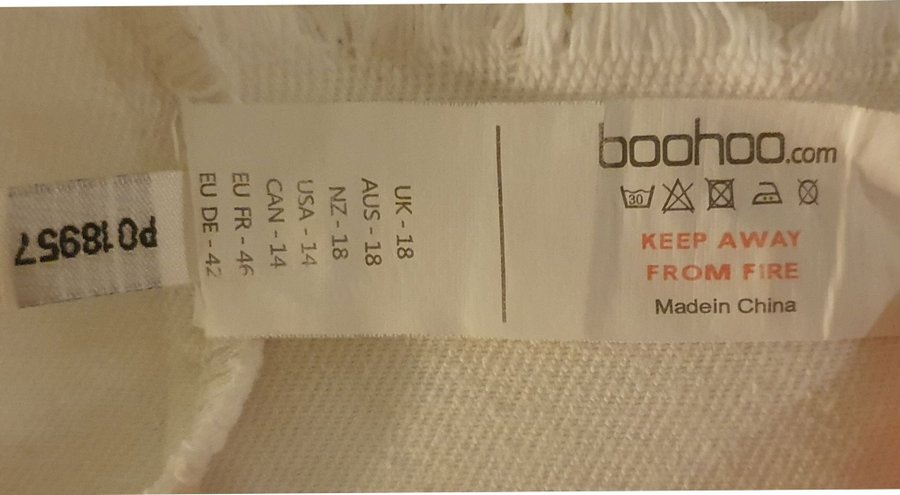 boohoo.com
30
KEEP AWAY
FROM FIRE
Madein China
UK - 18
AUS - 18
NZ - 18
USA - 14
CAN - 14
EU FR - 46
EU DE - 42
PO18957